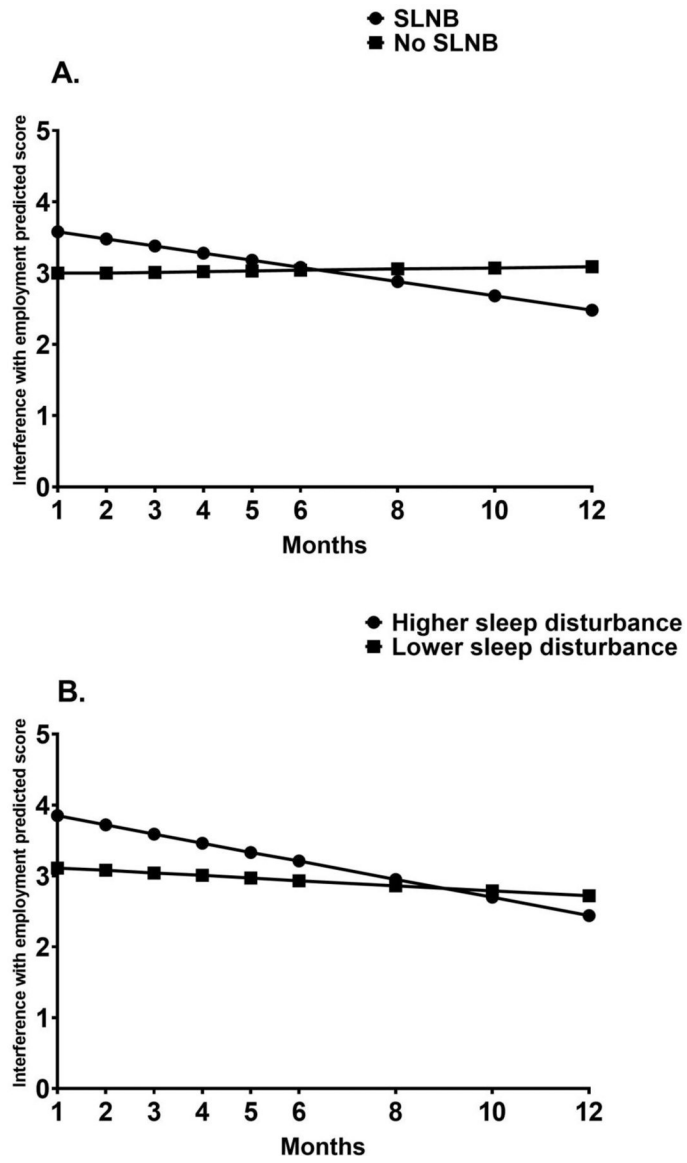 SLNB
No SLNB
A.
Interference with employment predicted score
5
4
3
2
1
0
1 2 3 4 5 6 8 10 12
Months
Higher sleep disturbance
Lower sleep disturbance
B.
Interference with employment predicted score
5
4
3
2
1
0
1 2 3 4 5 6 8 10 12
Months